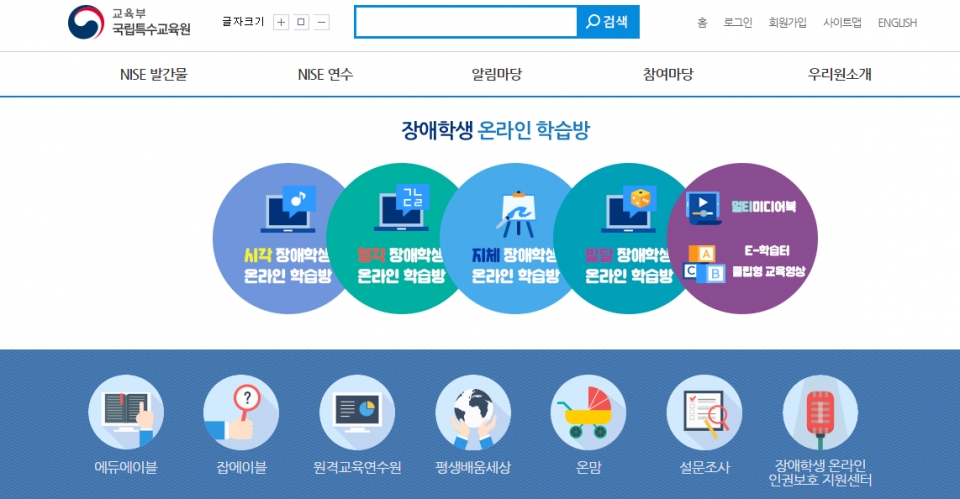 교육부
국립특수교육원
글자크기
검색
홈 로그인 회원가입 사이트맵 ENGLISH
NISE 발간물 NISE 연수 알림마당 참여마당 우리원소개
장애학생 온라인 학습방
시각 장애학생
온라인 학습방
ㄱㄴ
ㄷㄹ
청각 장애학생
온라인 학습방
지체 장애학생
온라인 학습방
발달 장애학생
온라인 학습방
멀티미디어북
A
C B
E-학습터
클립형 교육영상
?
에듀에이블 잡에이블 원격교육연수원 평생배움세상 온맘 설문조사 장애학생 온라인
인권보호 지원센터